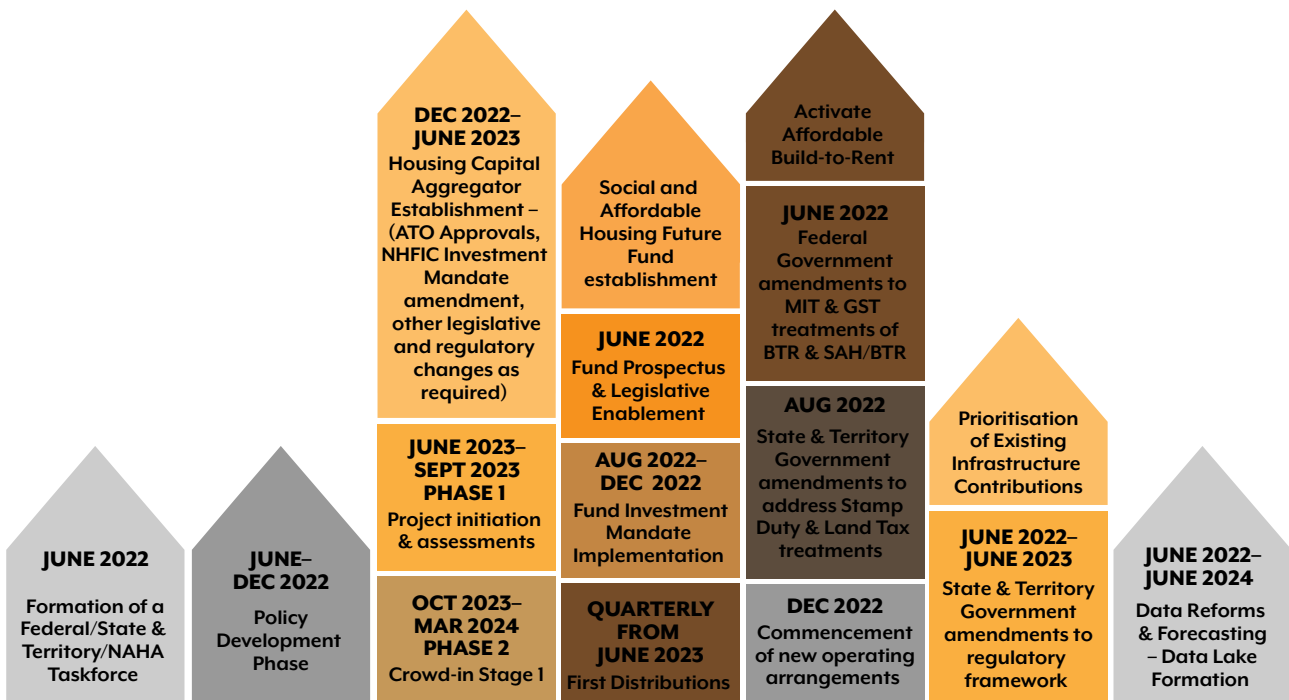 JUNE 2022
Formation of a
Federal/State &
Territory/NAHA
Taskforce
JUNE–
DEC 2022
Policy
Development
Phase
DEC 2022–
JUNE 2023
Housing Capital
Aggregator
Establishment –
(ATO Approvals,
NHFIC Investment
Mandate
amendment,
other legislative
and regulatory
changes as
required)
JUNE 2023–
SEPT 2023
PHASE 1
Project initiation
& assessments
OCT 2023–
MAR 2024
PHASE 2
Crowd-in Stage 1
Social and
Affordable
Housing Future
Fund
establishment
JUNE 2022
Fund Prospectus
& Legislative
Enablement
AUG 2022–
DEC 2022
Fund Investment
Mandate
Implementation
QUARTERLY
FROM
JUNE 2023
First Distributions
Activate
Affordable
Build-to-Rent
JUNE 2022
Federal
Government
amendments to
MIT & GST
treatments of
BTR & SAH/BTR
AUG 2022
State & Territory
Government
amendments to
address Stamp
Duty & Land Tax
treatments
DEC 2022
Commencement
of new operating
arrangements
Prioritisation
of Existing
Infrastructure
Contributions
JUNE 2022–
JUNE 2023
State & Territory
Government
amendments to
regulatory
framework
JUNE 2022–
JUNE 2024
Data Reforms
& Forecasting
– Data Lake
Formation